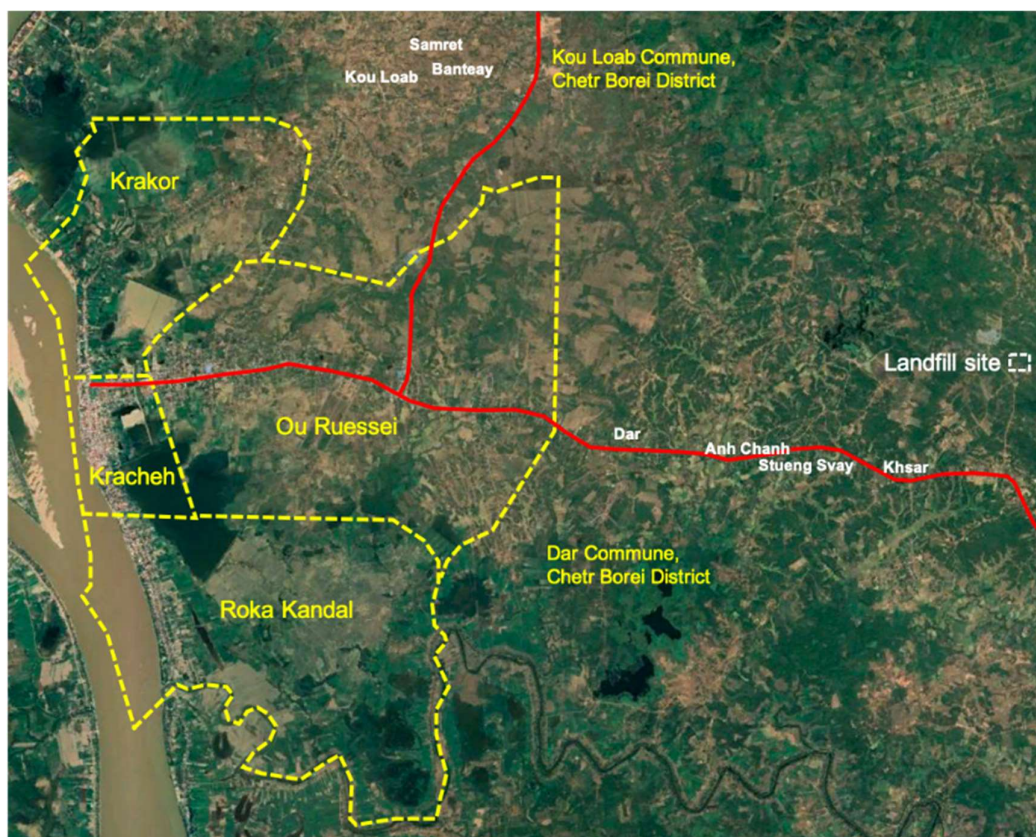 Samret
Kou Loab
Banteay
Kou Loab Commune,
Chetr Borei District
Krakor
Landfill site
Ou Ruessei
Dar
Anh Chanh
Stueng Svay
Khsar
Kracheh
Dar Commune,
Chetr Borei District
Roka Kandal